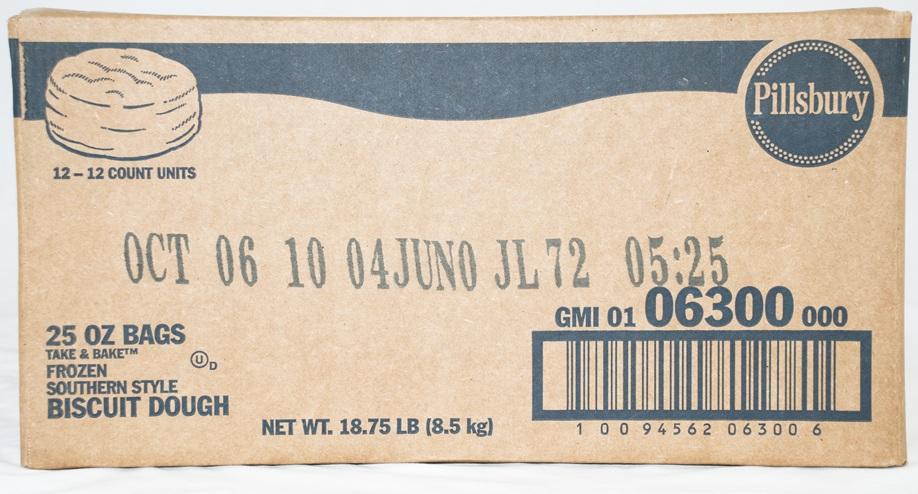 Pillsbury
12 – 12 COUNT UNITS
OCT 06 10 04JUN0 JL72 05:25
GMI 01 06300 000
25 OZ BAGS
TAKE & BAKE™
FROZEN
SOUTHERN STYLE
BISCUIT DOUGH
U D
NET WT. 18.75 LB (8.5 kg)
1 00 94562 06300 6